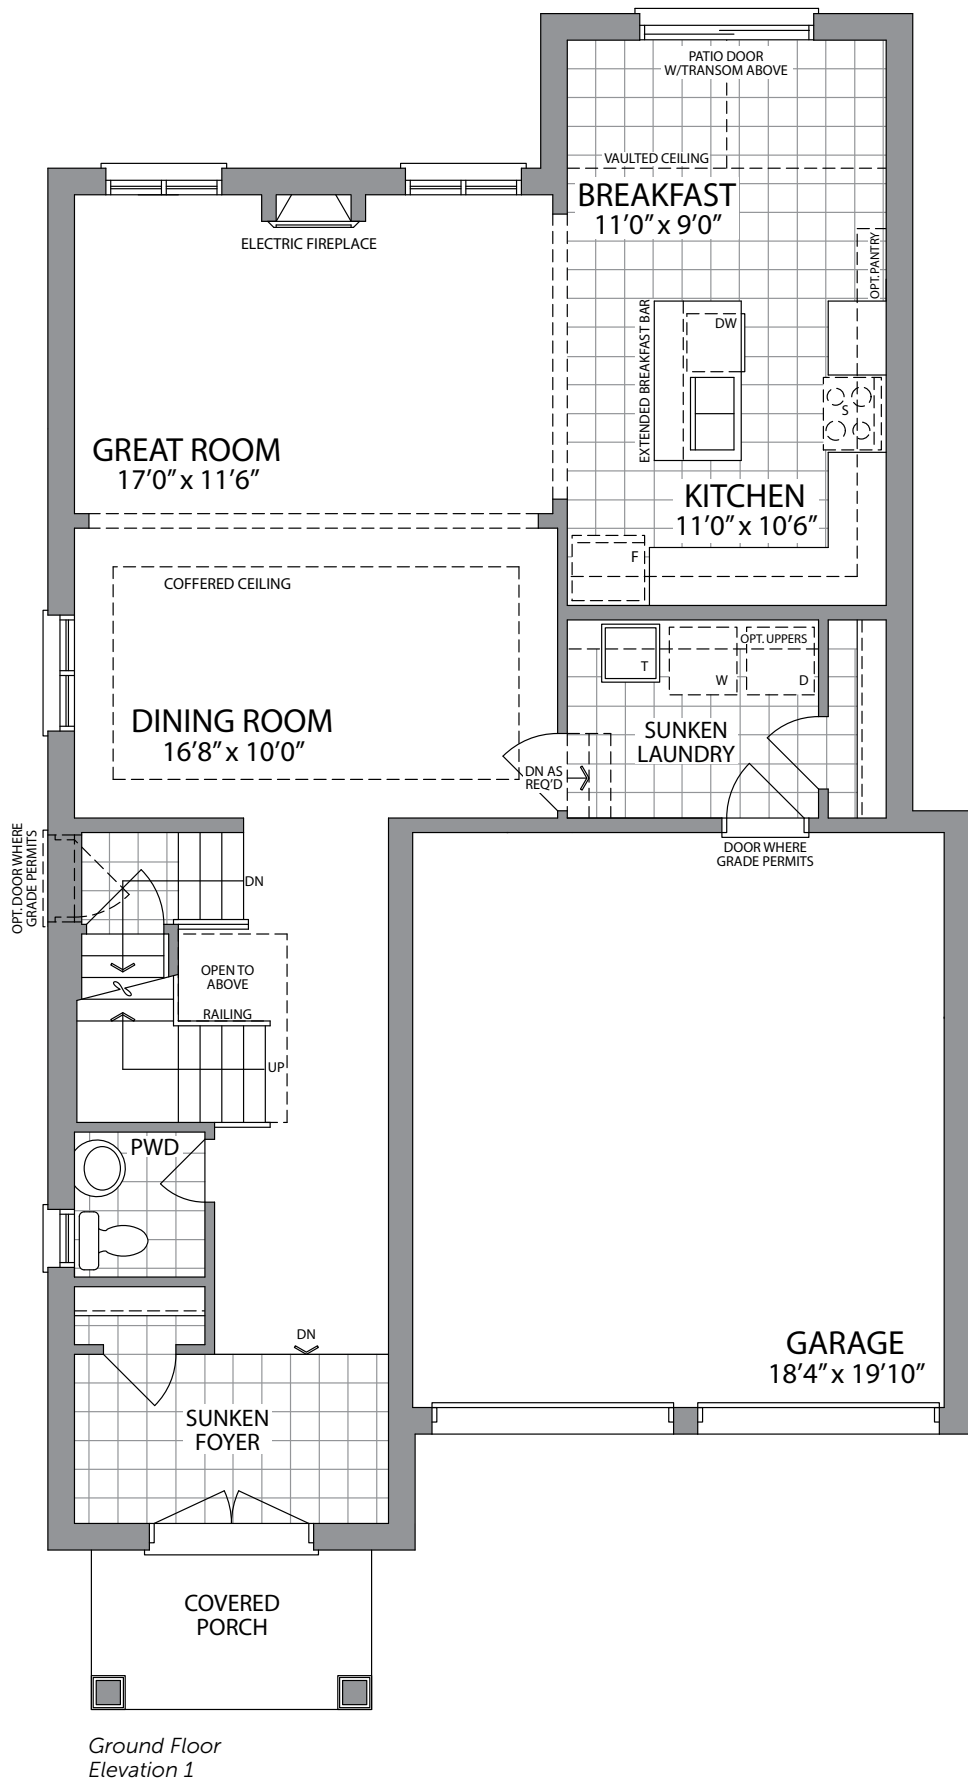 PATIO DOOR
W/TRANSOM ABOVE
VAULTED CEILING
BREAKFAST
11'0" x 9'0"
ELECTRIC FIREPLACE
OPT. PANTRY
EXTENDED BREAKFAST BAR
DW
S
GREAT ROOM
17'0" x 11'6"
KITCHEN
11'0" x 10'6"
F
COFFERED CEILING
OPT. UPPERS
T
W
D
DINING ROOM
16'8" x 10'0"
SUNKEN
LAUNDRY
DN AS
REQ'D
OPT. DOOR WHERE
GRADE PERMITS
DOOR WHERE
GRADE PERMITS
DN
OPEN TO
ABOVE
RAILING
UP
PWD
DN
GARAGE
18'4" x 19'10"
SUNKEN
FOYER
COVERED
PORCH
Ground Floor
Elevation 1